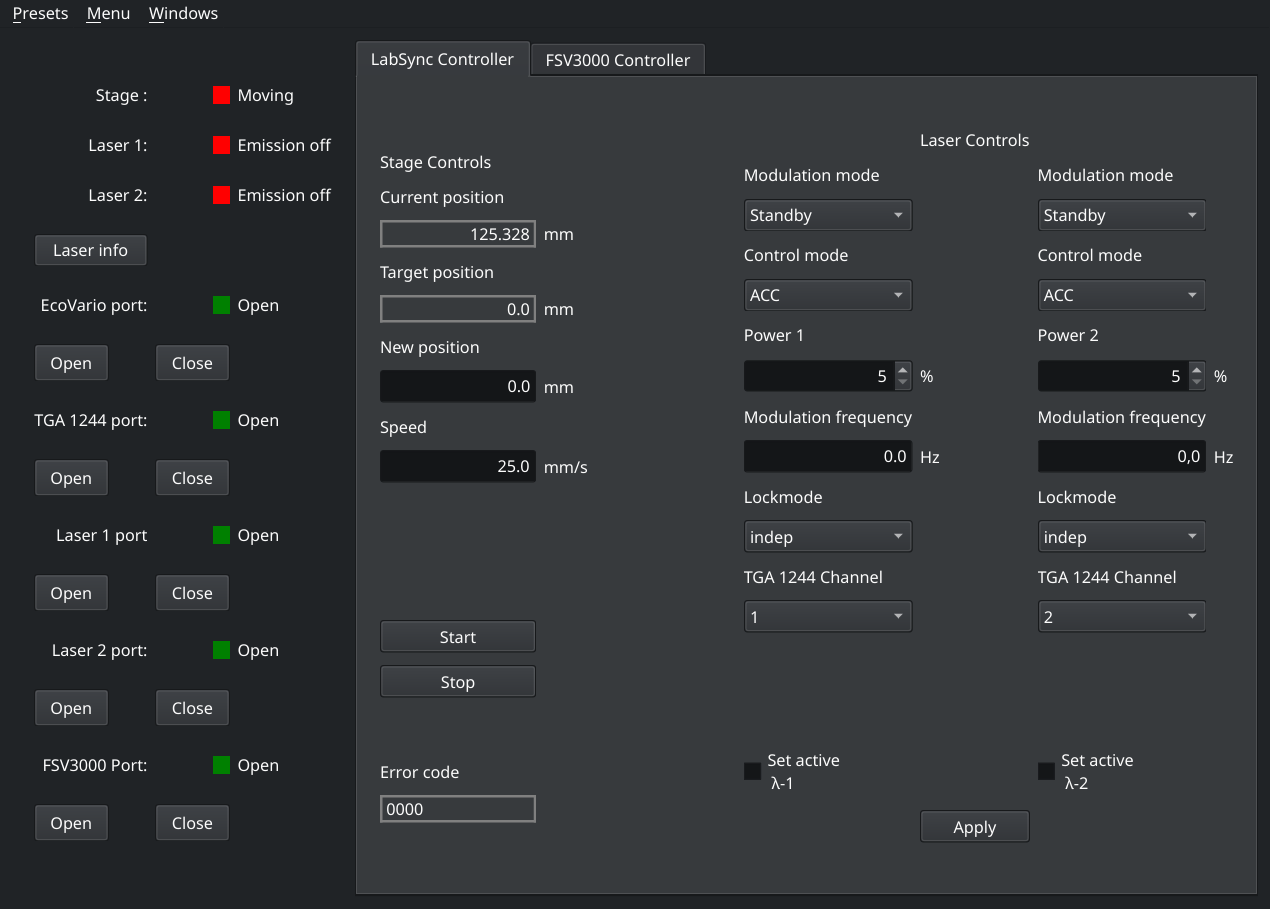 Presets Menu Windows
LabSync Controller FSV3000 Controller
Stage : Moving
Laser 1: Emission off
Laser 2: Emission off
Laser info
EcoVario port: Open
Open Close
TGA 1244 port: Open
Open Close
Laser 1 port Open
Open Close
Laser 2 port: Open
Open Close
FSV3000 Port: Open
Open Close
Stage Controls
Current position
125.328 mm
Target position
0.0 mm
New position
0.0 mm
Speed
25.0 mm/s
Start
Stop
Error code
0000
Laser Controls
Modulation mode
Standby
Control mode
ACC
Power 1
5 %
Modulation frequency
0.0 Hz
Lockmode
indep
TGA 1244 Channel
1
Set active
λ-1
Modulation mode
Standby
Control mode
ACC
Power 2
5 %
Modulation frequency
0,0 Hz
Lockmode
indep
TGA 1244 Channel
2
Set active
λ-2
Apply